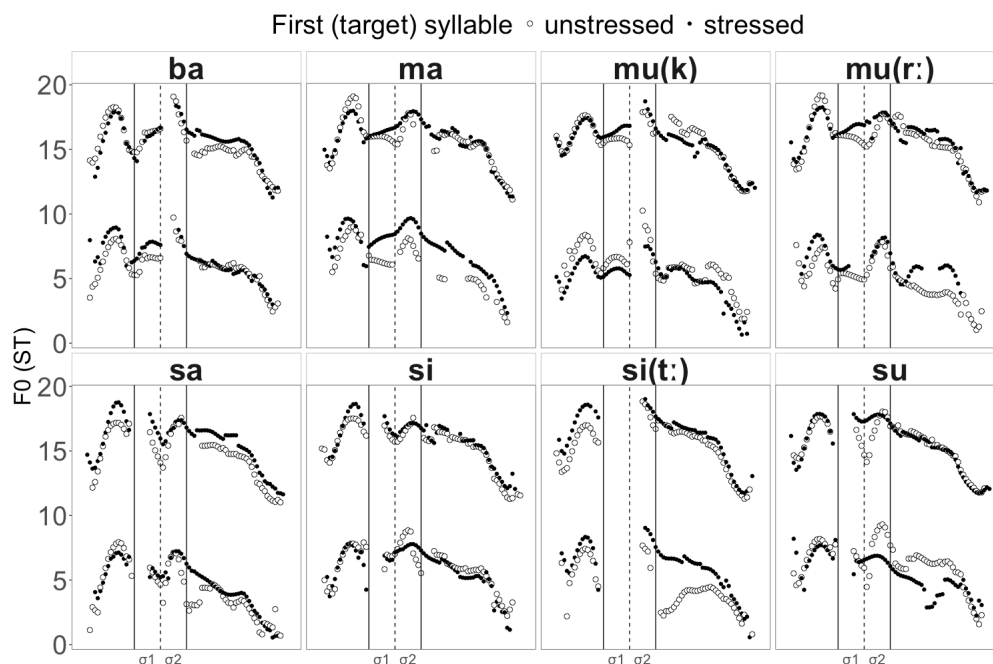 First (target) syllable ○ unstressed • stressed
ba ma mu(k) mu(rː)
20
15
10
5
0
F0 (ST)
sa si si(tː) su
20
15
10
5
0
σ1 σ2 σ1 σ2 σ1 σ2 σ1 σ2